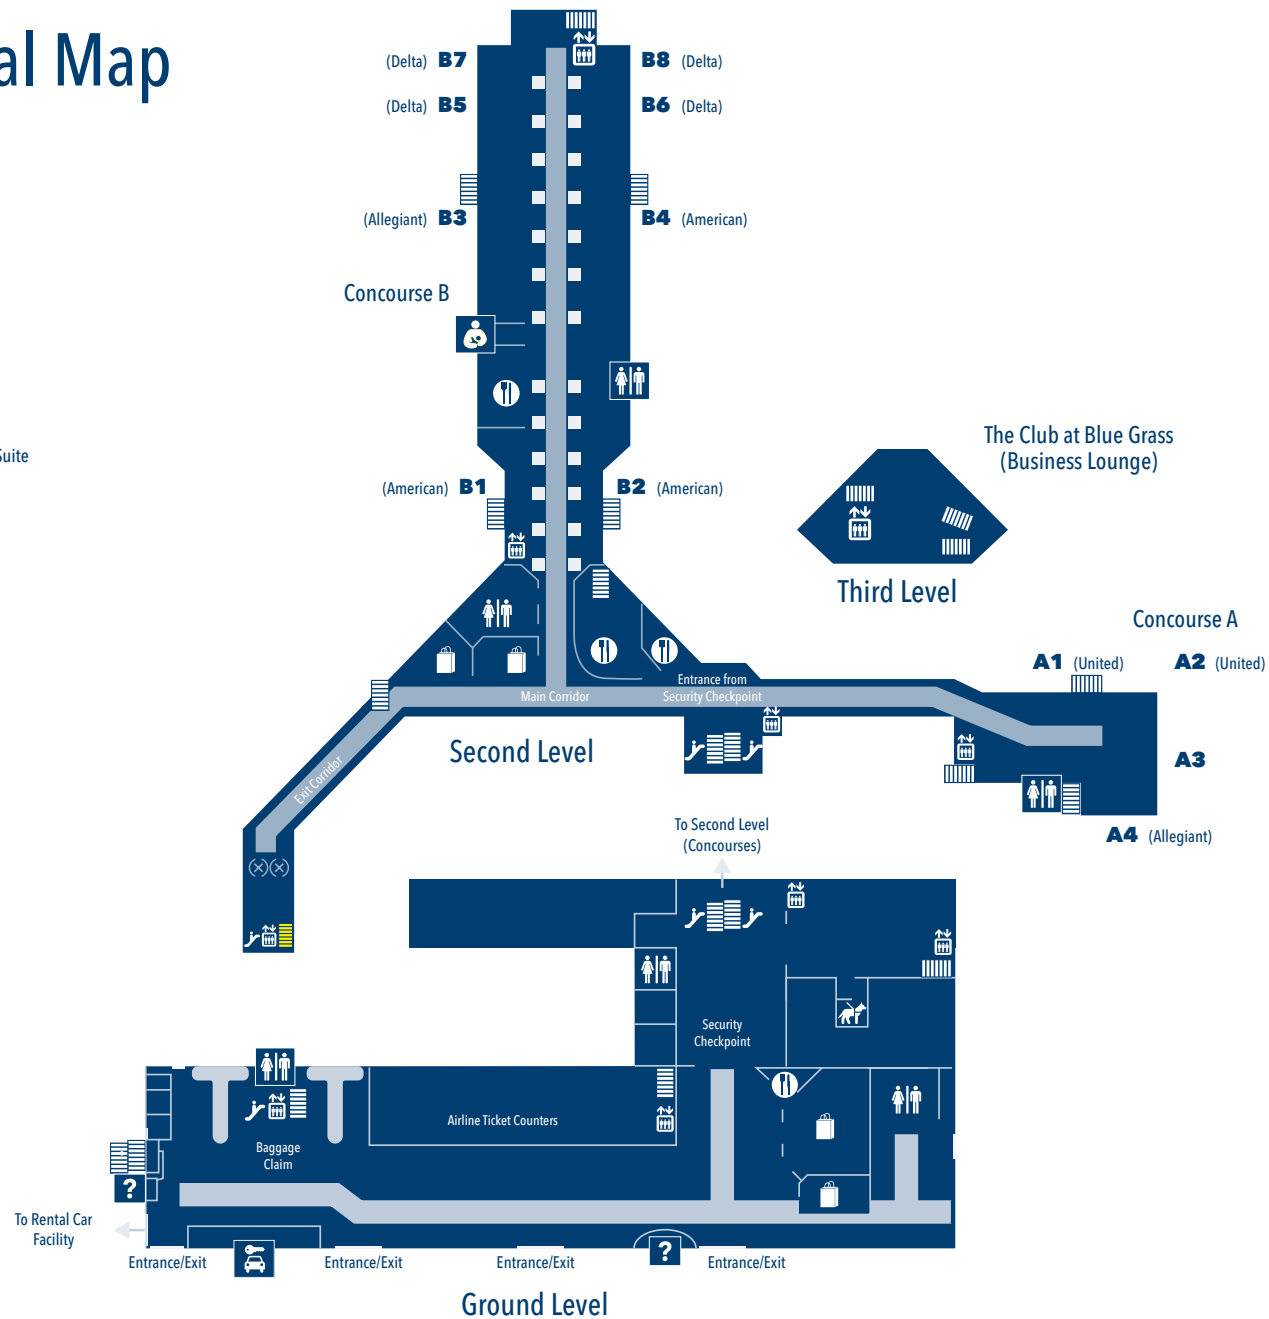 al Map
(Delta) B7
B8 (Delta)
(Delta) B5
B6 (Delta)
(Allegiant) B3
B4 (American)
Concourse B
Suite
The Club at Blue Grass
(Business Lounge)
(American) B1
B2 (American)
Third Level
Concourse A
A1 (United)
A2 (United)
Entrance from
Security Checkpoint
Main Corridor
Second Level
A3
Exit Corridor
A4 (Allegiant)
To Second Level
(Concourses)
Security
Checkpoint
Airline Ticket Counters
Baggage
Claim
?
To Rental Car
Facility
?
Entrance/Exit
Entrance/Exit
Entrance/Exit
Entrance/Exit
Ground Level